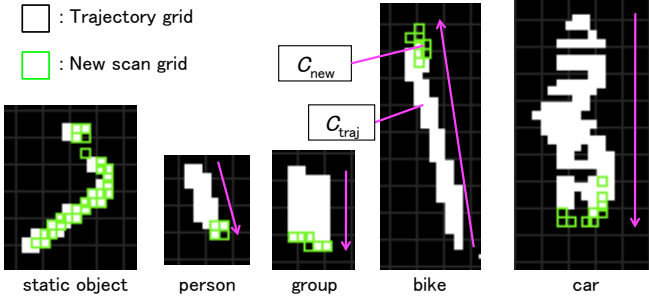 : Trajectory grid
: New scan grid
Cnew
Ctraj
static object
person
group
bike
car